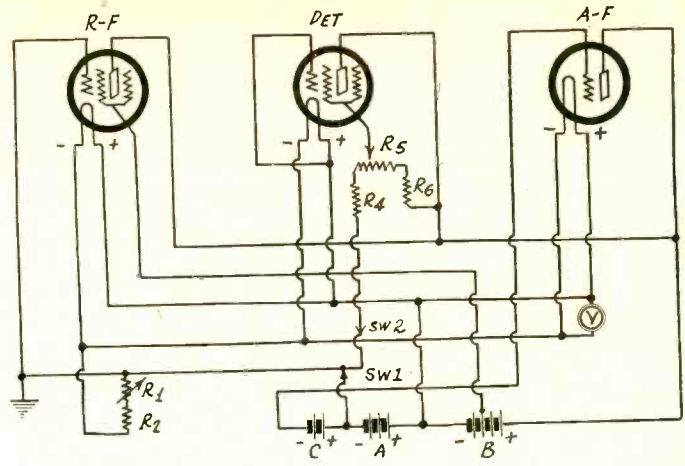 R-F DET A-F
- + - + - +
R5
R4 R6
V
SW2
SW1
R1
R2
- + - + - +
C A B